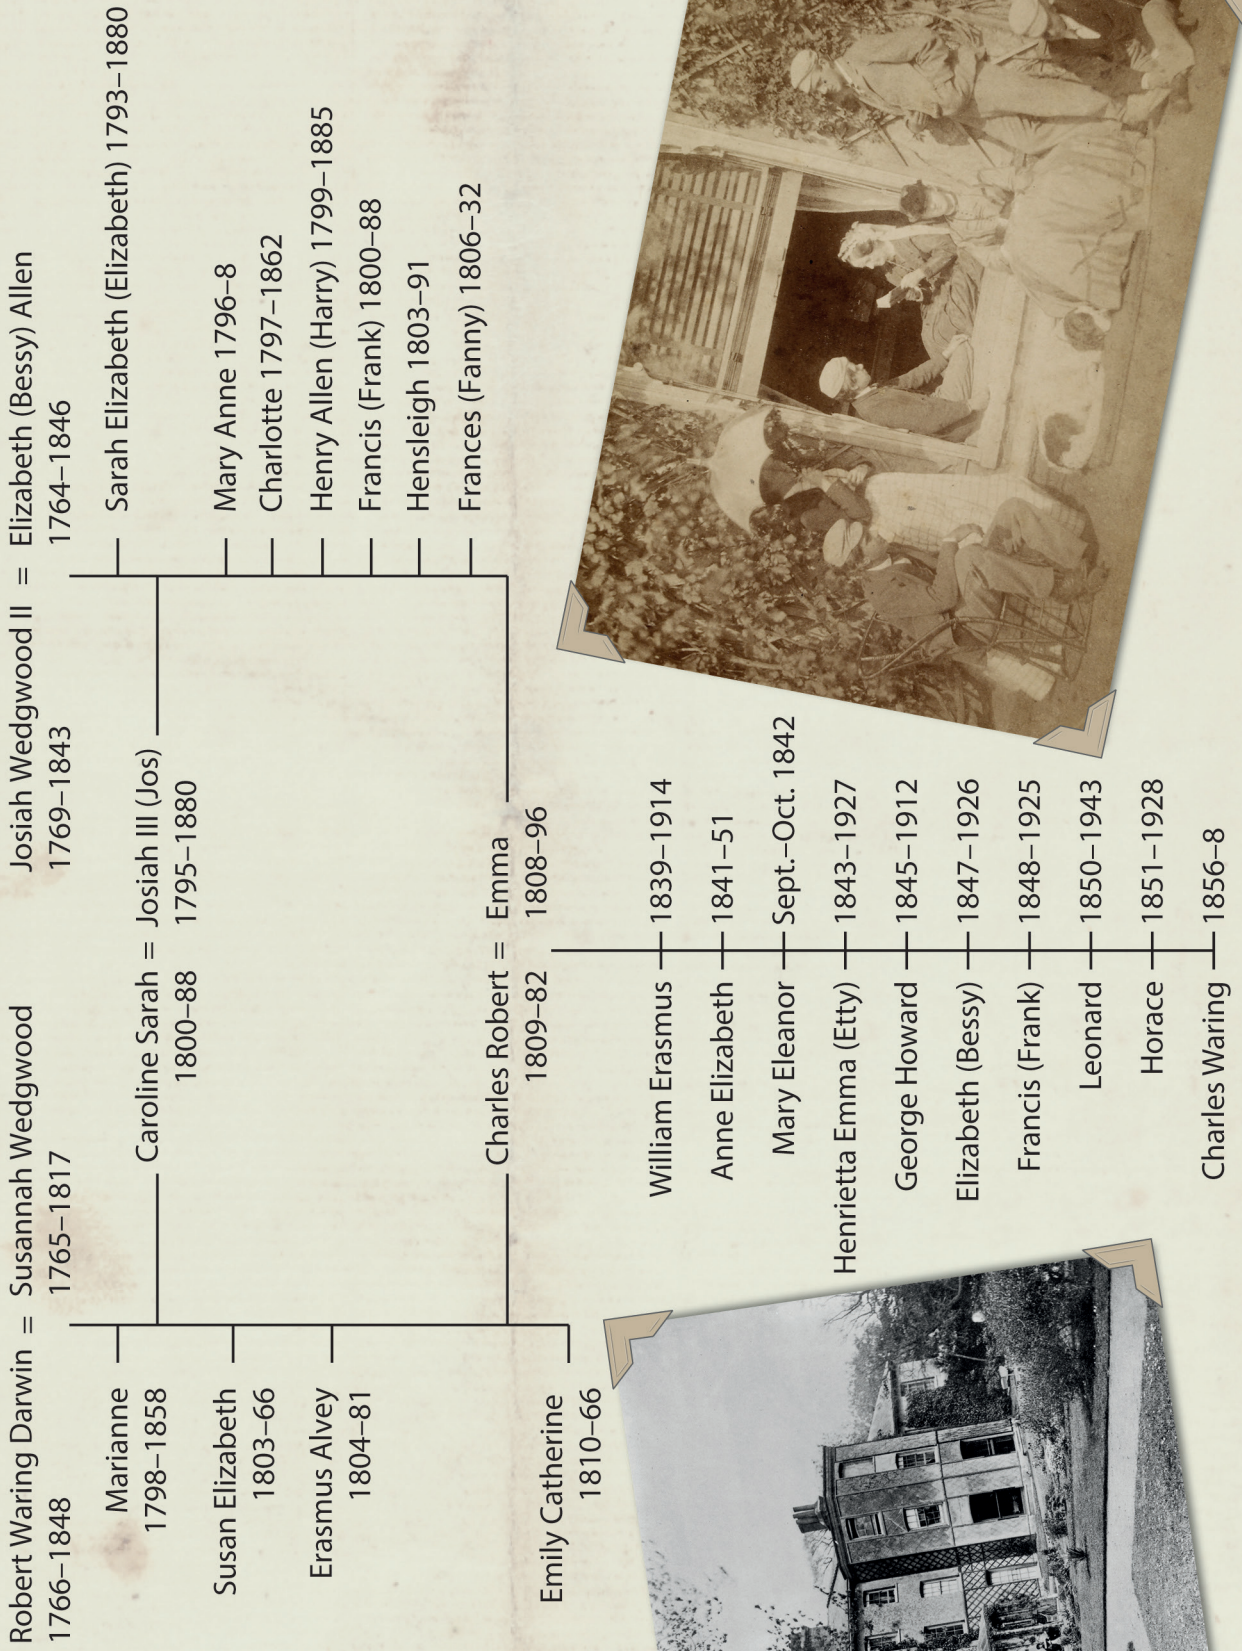 Robert Waring Darwin = Susannah Wedgwood
1766–1848
1765–1817
Josiah Wedgwood II = Elizabeth (Bessy) Allen
1769–1843
1764–1846
Marianne
1798–1858
Caroline Sarah = Josiah III (Jos)
1800–88
1795–1880
Sarah Elizabeth (Elizabeth) 1793–1880
Susan Elizabeth
1803–66
Mary Anne 1796–8
Charlotte 1797–1862
Erasmus Alvey
1804–81
Henry Allen (Harry) 1799–1885
Francis (Frank) 1800–88
Hensleigh 1803–91
Frances (Fanny) 1806–32
Charles Robert = Emma
1809–82
1808–96
Emily Catherine
1810–66
William Erasmus 1839–1914
Anne Elizabeth 1841–51
Mary Eleanor Sept.–Oct. 1842
Henrietta Emma (Etty) 1843–1927
George Howard 1845–1912
Elizabeth (Bessy) 1847–1926
Francis (Frank) 1848–1925
Leonard 1850–1943
Horace 1851–1928
Charles Waring 1856–8